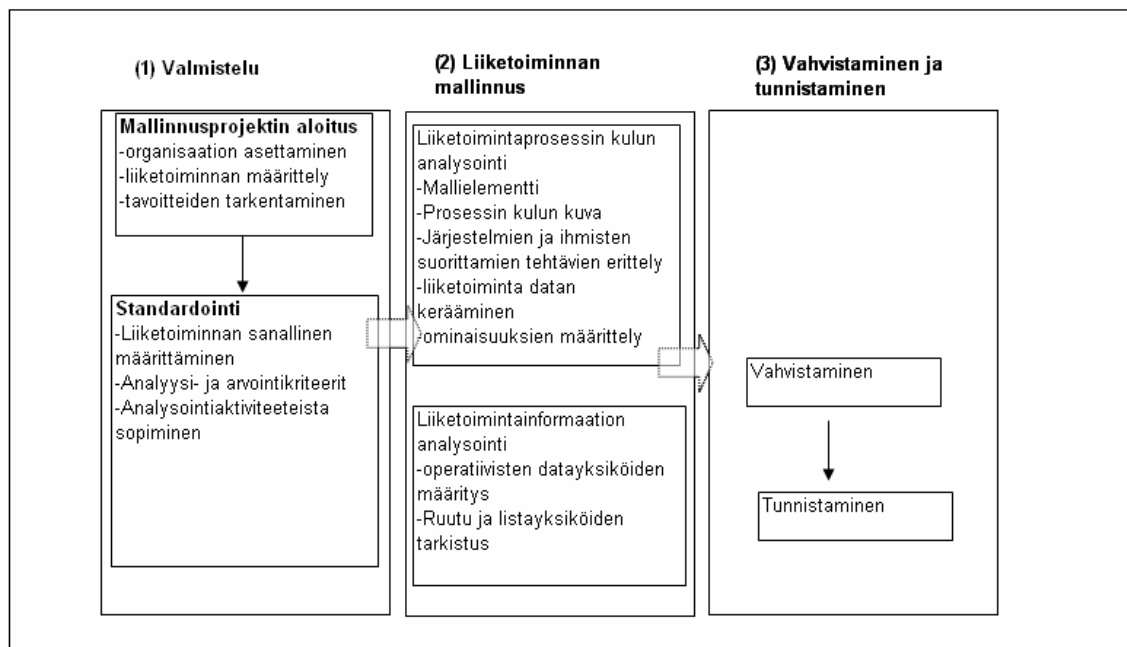 (1) Valmistelu
Mallinnusprojektin aloitus
-organisaation asettaminen
-liiketoiminnan määrittely
-tavoitteiden tarkentaminen
Standardointi
-Liiketoiminnan sanallinen
määrittäminen
-Analyysi- ja arvointikriteerit
-Analysointiaktiviteeteista
sopiminen
(2) Liiketoiminnan
mallinnus
Liiketoimintaprosessin kulun
analysointi
-Mallielementti
-Prosessin kulun kuva
-Järjestelmien ja ihmisten
suorittamien tehtävien erittely
-liiketoiminta datan
kerääminen
-ominaisuuksien määrittely
Liiketoimintainformaation
analysointi
-operatiivisten datayksiköiden
määritys
-Ruutu ja listayksiköiden
tarkistus
(3) Vahvistaminen ja
tunnistaminen
Vahvistaminen
Tunnistaminen